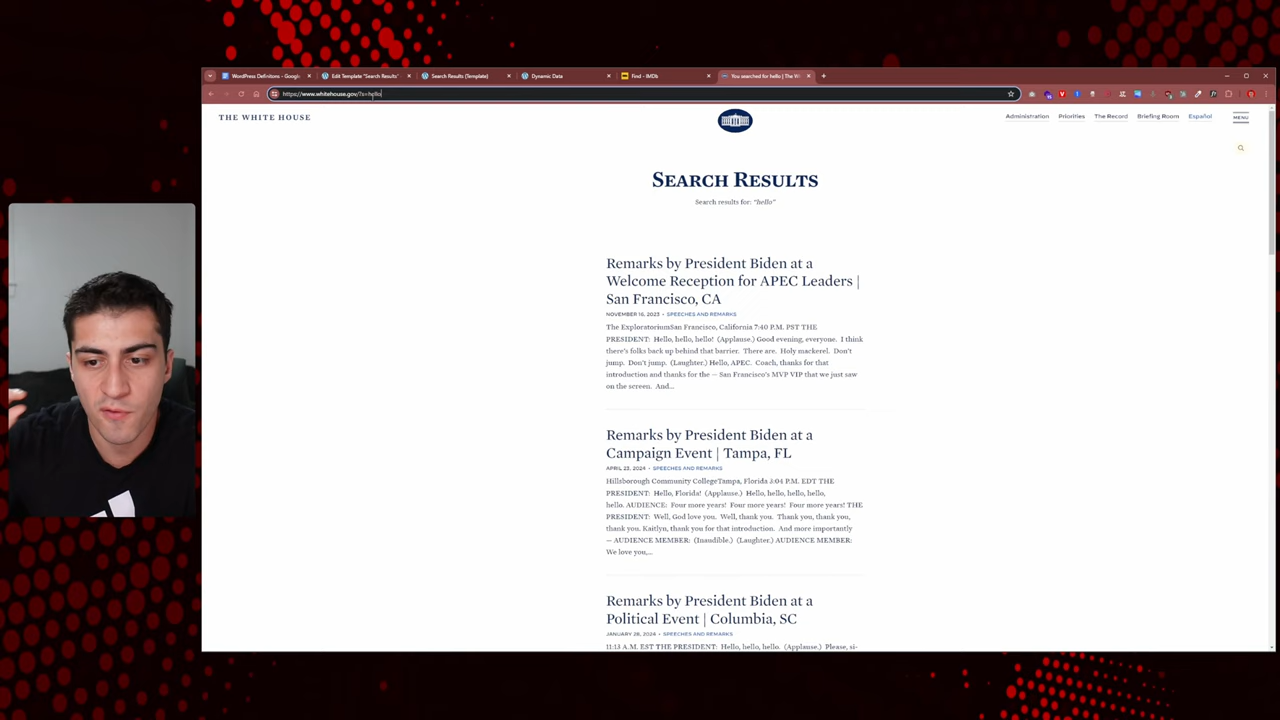 WordPress Definitons - Googl
Edit Template "Search Results"
Search Results (Template)
Dynamic Data
Find - IMDb
You searched for hello | The W
https://www.whitehouse.gov/?s=hello
THE WHITE HOUSE
Administration
Priorities
The Record
Briefing Room
Español
MENU
SEARCH RESULTS
Search results for: "hello"
Remarks by President Biden at a
Welcome Reception for APEC Leaders |
San Francisco, CA
NOVEMBER 16, 2023 • SPEECHES AND REMARKS
The ExploratoriumSan Francisco, California 7:40 P.M. PST THE
PRESIDENT: Hello, hello, hello! (Applause.) Good evening, everyone. I think
there's folks back up behind that barrier. There are. Holy mackerel. Don't
jump. Don't jump. (Laughter.) Hello, APEC. Coach, thanks for that
introduction and thanks for the — San Francisco's MVP VIP that we just saw
on the screen. And...
Remarks by President Biden at a
Campaign Event | Tampa, FL
APRIL 23, 2024 • SPEECHES AND REMARKS
Hillsborough Community CollegeTampa, Florida 3:04 P.M. EDT THE
PRESIDENT: Hello, Florida! (Applause.) Hello, hello, hello, hello,
hello. AUDIENCE: Four more years! Four more years! Four more years! THE
PRESIDENT: Well, God love you. Well, thank you. Thank you, thank you,
thank you. Kaitlyn, thank you for that introduction. And more importantly
— AUDIENCE MEMBER: (Inaudible.) (Laughter.) AUDIENCE MEMBER:
We love you,...
Remarks by President Biden at a
Political Event | Columbia, SC
JANUARY 28, 2024 • SPEECHES AND REMARKS
11:13 A.M. EST THE PRESIDENT: Hello, hello, hello. (Applause.) Please, si-